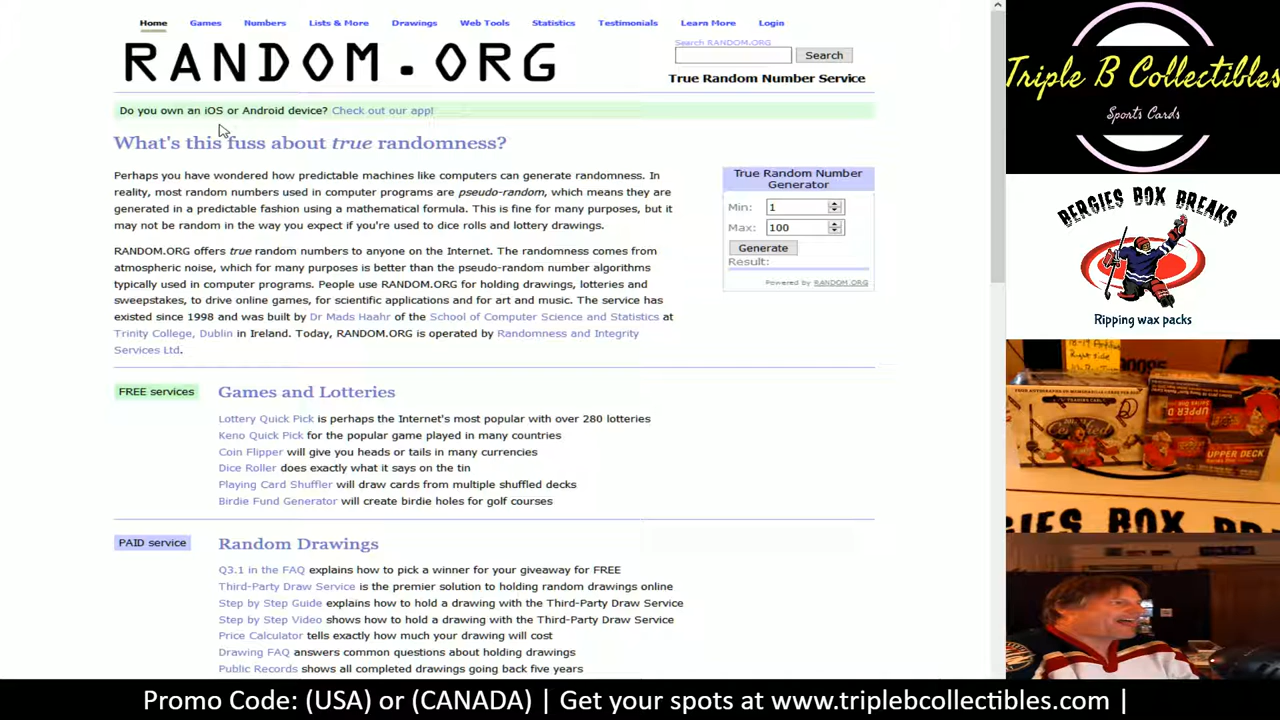 Home Games Numbers Lists & More Drawings Web Tools Statistics Testimonials Learn More Login
RANDOM.ORG
Search RANDOM.ORG
Search
True Random Number Service
Do you own an iOS or Android device? Check out our app!
What's this fuss about true randomness?
Perhaps you have wondered how predictable machines like computers can generate randomness. In
reality, most random numbers used in computer programs are pseudo-random, which means they are
generated in a predictable fashion using a mathematical formula. This is fine for many purposes, but it
may not be random in the way you expect if you're used to dice rolls and lottery drawings.
RANDOM.ORG offers true random numbers to anyone on the Internet. The randomness comes from
atmospheric noise, which for many purposes is better than the pseudo-random number algorithms
typically used in computer programs. People use RANDOM.ORG for holding drawings, lotteries and
sweepstakes, to drive online games, for scientific applications and for art and music. The service has
existed since 1998 and was built by Dr Mads Haahr of the School of Computer Science and Statistics at
Trinity College, Dublin in Ireland. Today, RANDOM.ORG is operated by Randomness and Integrity
Services Ltd.
True Random Number
Generator
Min: 1
Max: 100
Generate
Result:
Powered by RANDOM.ORG
FREE services
Games and Lotteries
Lottery Quick Pick is perhaps the Internet's most popular with over 280 lotteries
Keno Quick Pick for the popular game played in many countries
Coin Flipper will give you heads or tails in many currencies
Dice Roller does exactly what it says on the tin
Playing Card Shuffler will draw cards from multiple shuffled decks
Birdie Fund Generator will create birdie holes for golf courses
PAID service
Random Drawings
Q3.1 in the FAQ explains how to pick a winner for your giveaway for FREE
Third-Party Draw Service is the premier solution to holding random drawings online
Step by Step Guide explains how to hold a drawing with the Third-Party Draw Service
Step by Step Video shows how to hold a drawing with the Third-Party Draw Service
Price Calculator tells exactly how much your drawing will cost
Drawing FAQ answers common questions about holding drawings
Public Records shows all completed drawings going back five years
Triple B Collectibles
Sports Cards
BERGIES BOX BREAKS
Ripping wax packs
Right Side
UPPER D
UPPER DECK
BOX BREAKS
Promo Code: (USA) or (CANADA) | Get your spots at www.triplebcollectibles.com |